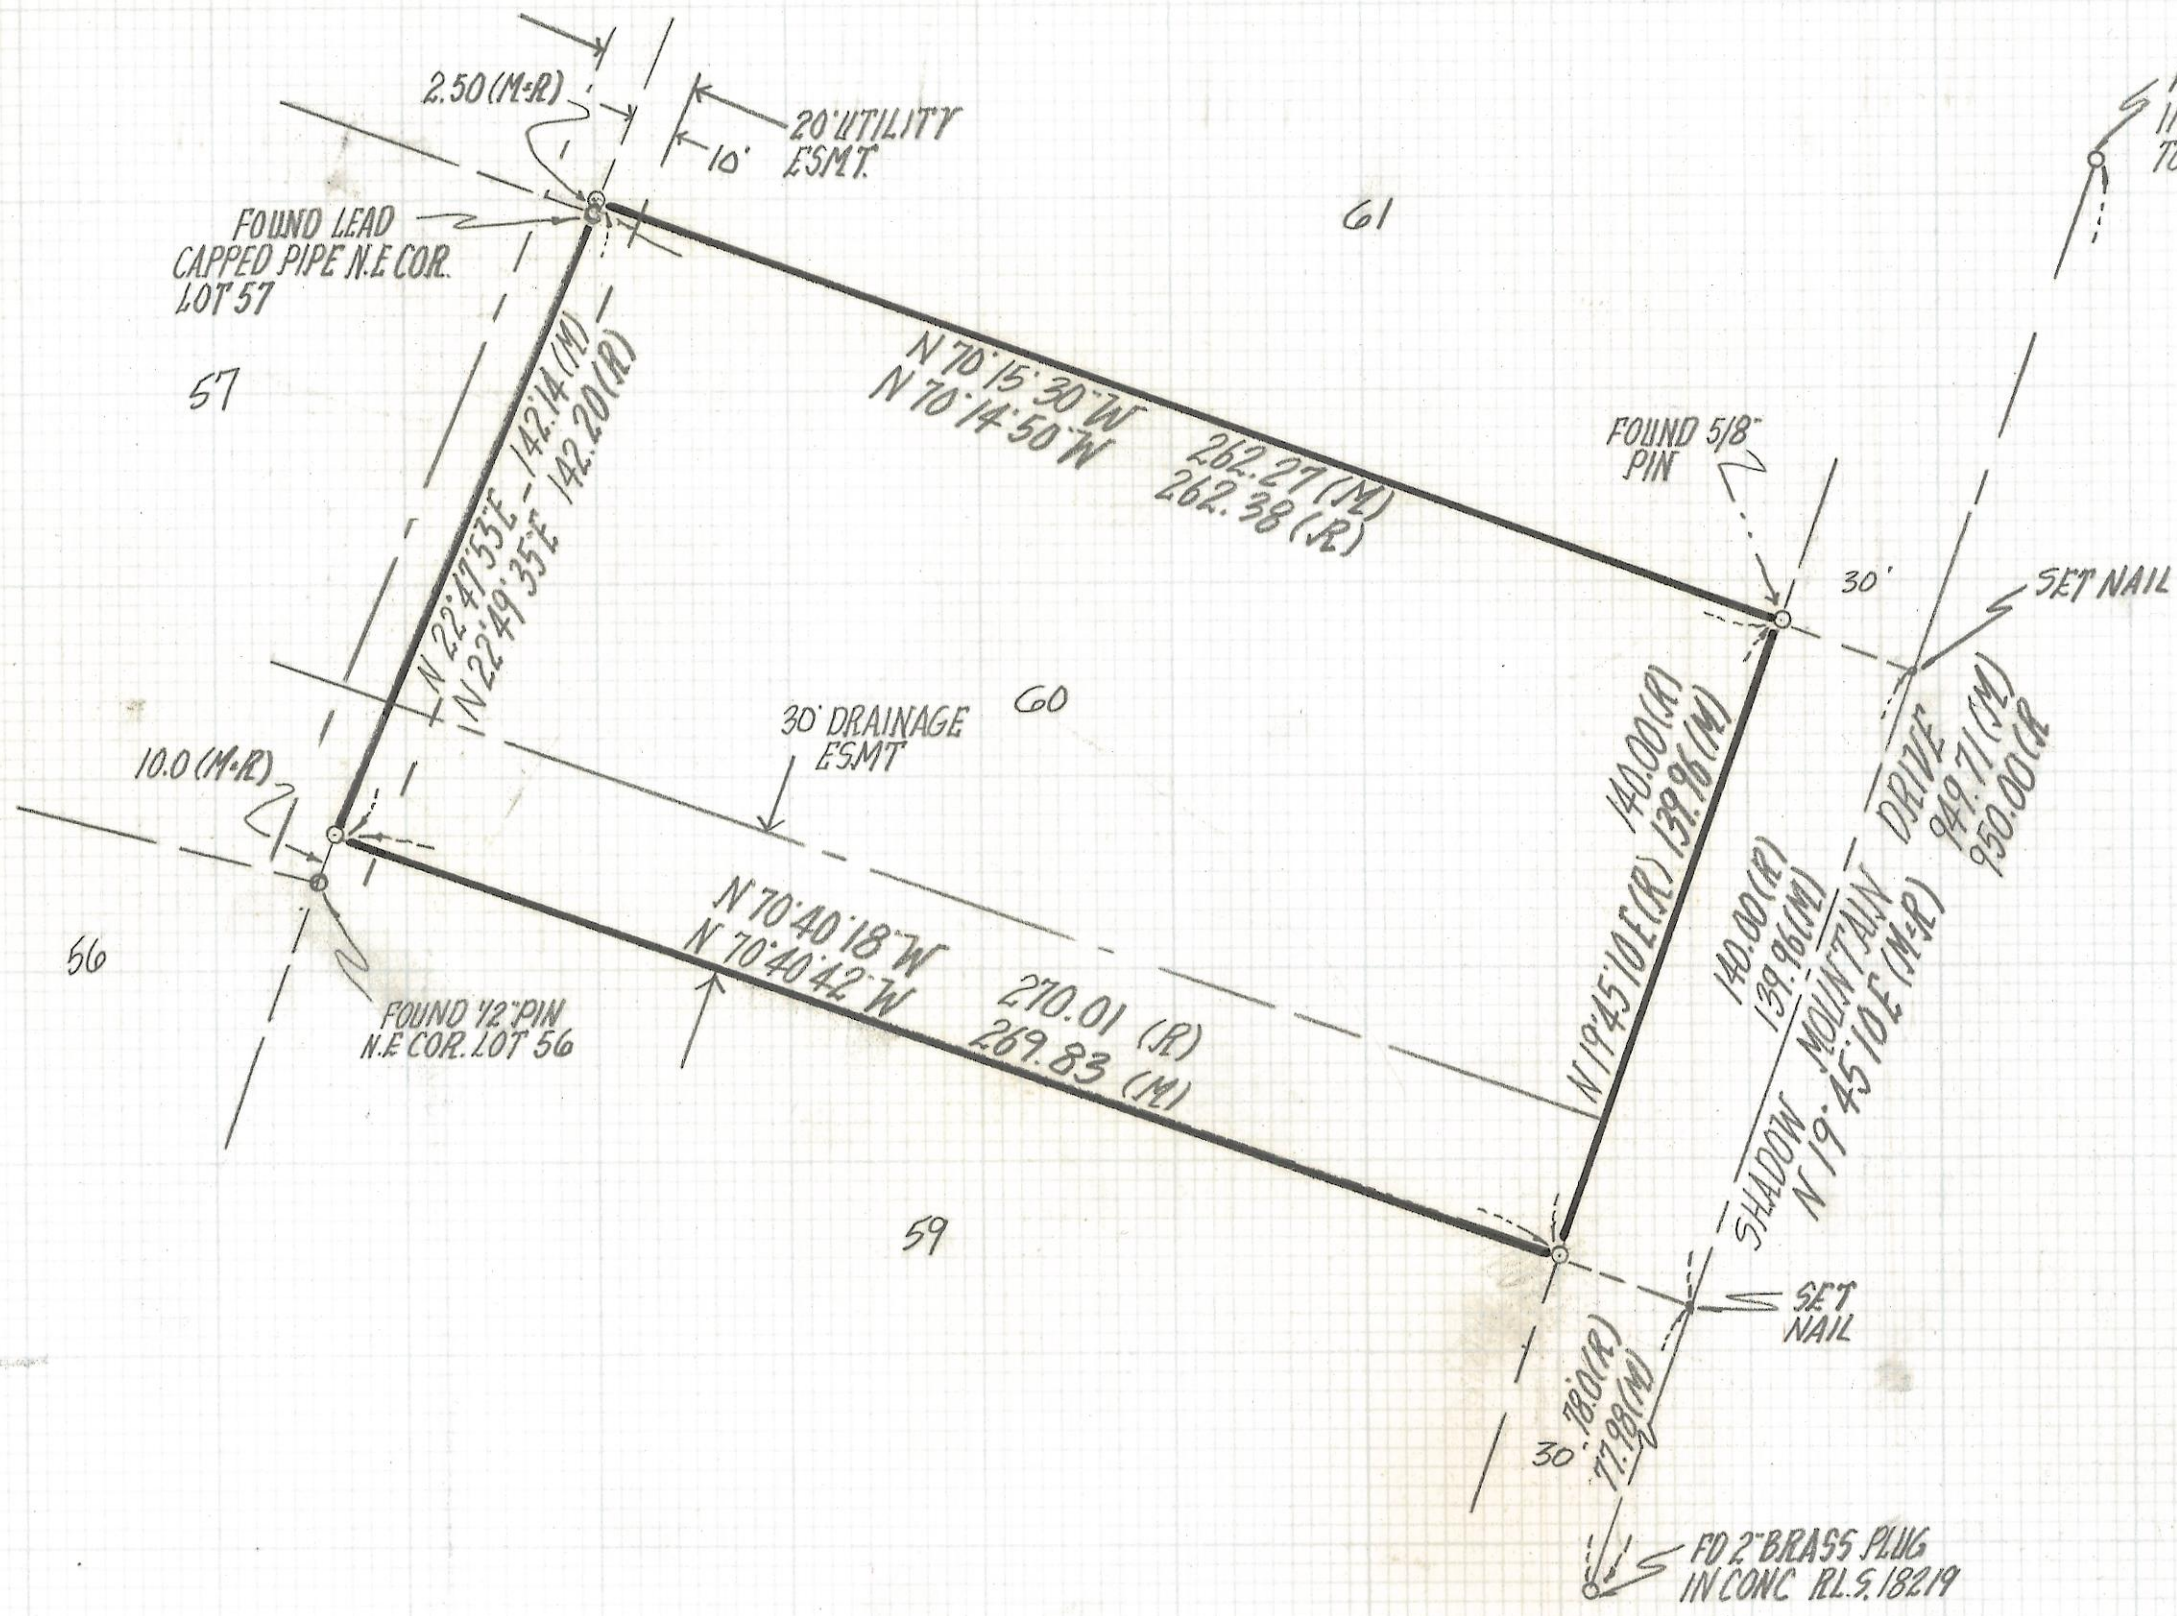 2.50 (M=R)
20' UTILITY
ESMT.
10'
61
FOUND LEAD
CAPPED PIPE N.E COR.
LOT 57
57
N 22°47'53"E - 142.14 (M)
N 22°49'35"E 142.20 (R)
N 70°15'30"W 262.27 (M)
N 70°14'50"W 262.38 (R)
FOUND 5/8"
PIN
30'
SET NAIL
60
30' DRAINAGE
ESMT
10.0 (M=R)
140.00 (R)
N 19°45'10E (R) 139.96 (M)
DRIVE
949.71 (M)
950.00 (R
140.00 (R)
139.96 (M)
SHADOW MOUNTAIN
N 19°45'10E (M=R)
56
FOUND 1/2" PIN
N.E COR. LOT 56
N 70°40'18"W 270.01 (R)
N 70°40'42"W 269.83 (M)
59
SET
NAIL
78.0 (R)
77.98 (M)
30'
FD 2" BRASS PLUG
IN CONC R.L.S. 18219